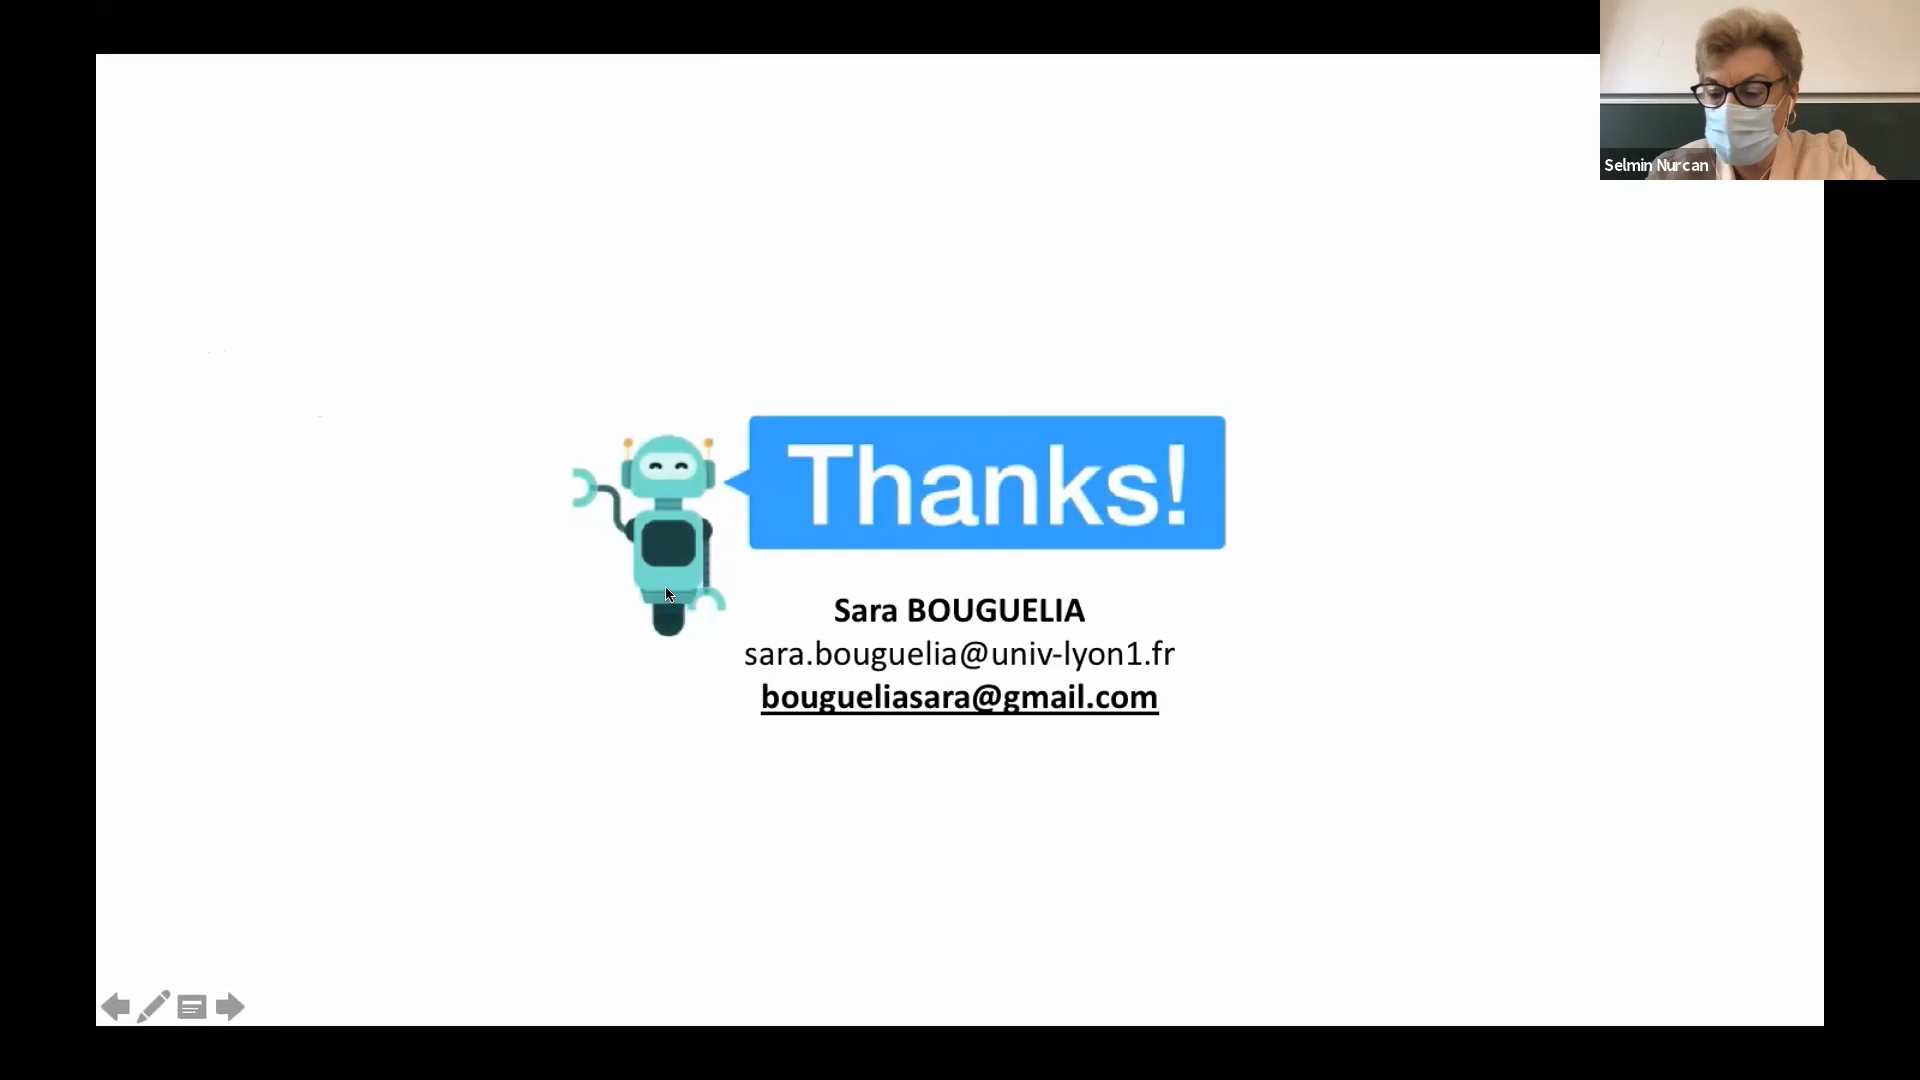 Selmin Nurcan
Thanks!
Sara BOUGUELIA
sara.bouguelia@univ-lyon1.fr
bougueliasara@gmail.com